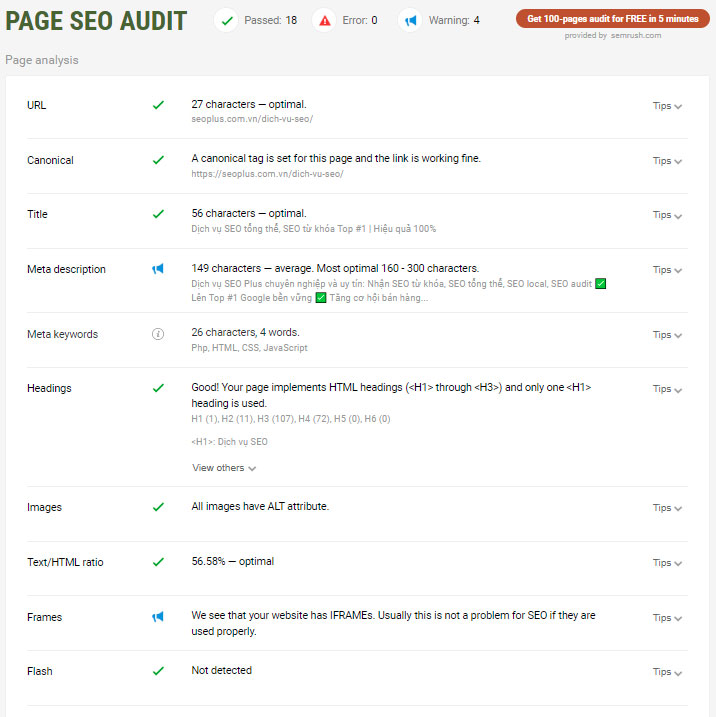 PAGE SEO AUDIT
Passed: 18
Error: 0
Warning: 4
Get 100-pages audit for FREE in 5 minutes
provided by semrush.com
Page analysis
URL
27 characters — optimal.
Tips
seoplus.com.vn/dich-vu-seo/
Canonical
A canonical tag is set for this page and the link is working fine.
Tips
https://seoplus.com.vn/dich-vu-seo/
Title
56 characters — optimal.
Tips
Dịch vụ SEO tổng thể, SEO từ khóa Top #1 | Hiệu quả 100%
Meta description
149 characters — average. Most optimal 160 - 300 characters.
Tips
Dịch vụ SEO Plus chuyên nghiệp và uy tín: Nhận SEO từ khóa, SEO tổng thể, SEO local, SEO audit ✅
Lên Top #1 Google bền vững ✅ Tăng cơ hội bán hàng...
Meta keywords
26 characters, 4 words.
Tips
Php, HTML, CSS, JavaScript
Headings
Good! Your page implements HTML headings (<H1> through <H3>) and only one <H1>
Tips
heading is used.
H1 (1), H2 (11), H3 (107), H4 (72), H5 (0), H6 (0)
<H1>: Dịch vụ SEO
View others
Images
All images have ALT attribute.
Tips
Text/HTML ratio
56.58% — optimal
Tips
Frames
We see that your website has IFRAMEs. Usually this is not a problem for SEO if they are
Tips
used properly.
Flash
Not detected
Tips